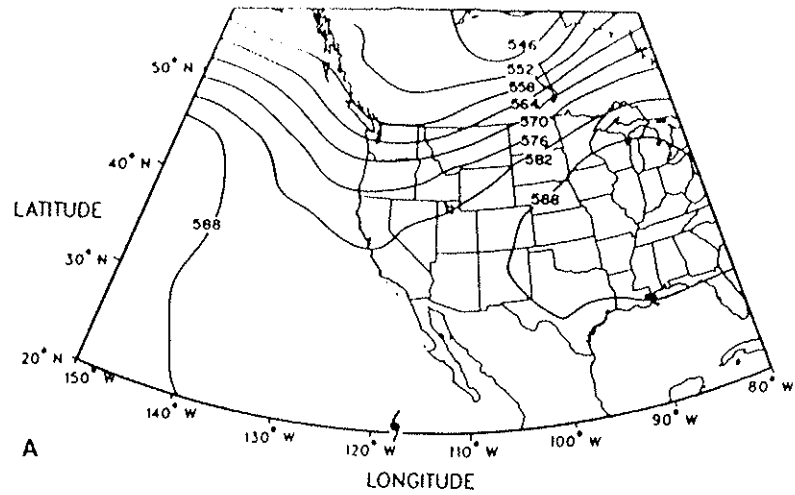 546
552
558
564
570
576
582
588
588
50° N
40° N
LATITUDE
30° N
20° N
150° W
140° W
130° W
120° W
110° W
100° W
90° W
80° W
A
LONGITUDE